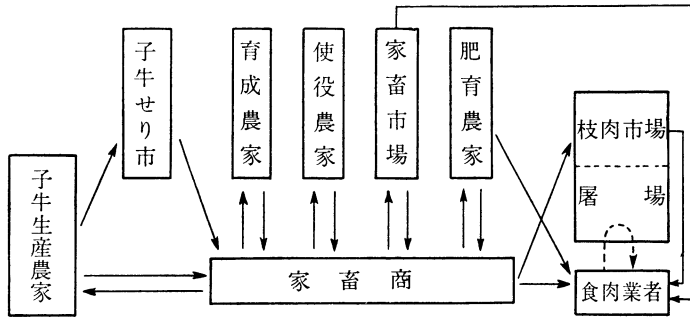 子牛生産農家
子牛せり市
育成農家
使役農家
家畜市場
肥育農家
家畜商
枝肉市場
屠場
食肉業者